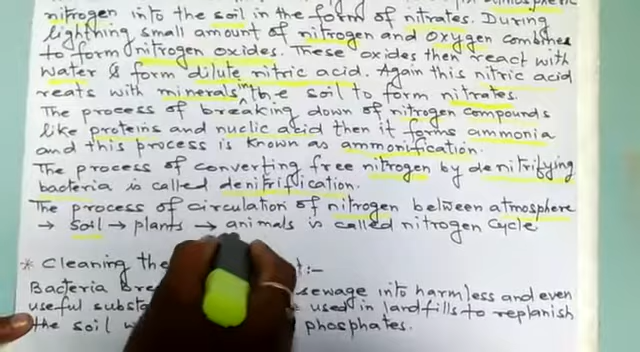 nitrogen into the soil in the form of nitrates. During
lightning small amount of nitrogen and oxygen combines
to form nitrogen oxides. These oxides then react with
water & form dilute nitric acid. Again this nitric acid
reats with minerals in the soil to form nitrates.
The process of breaking down of nitrogen compounds
like proteins and nuclic acid then it forms ammonia
and this process is known as ammonification.
The process of converting free nitrogen by denitrifying
bacteria is called denitrification.
The process of circulation of nitrogen between atmosphere
→ soil → plants → animals is called nitrogen cycle
* Cleaning the :-
Bacteria sewage into harmless and even
useful used in landfills to replanish
the soil phosphates.